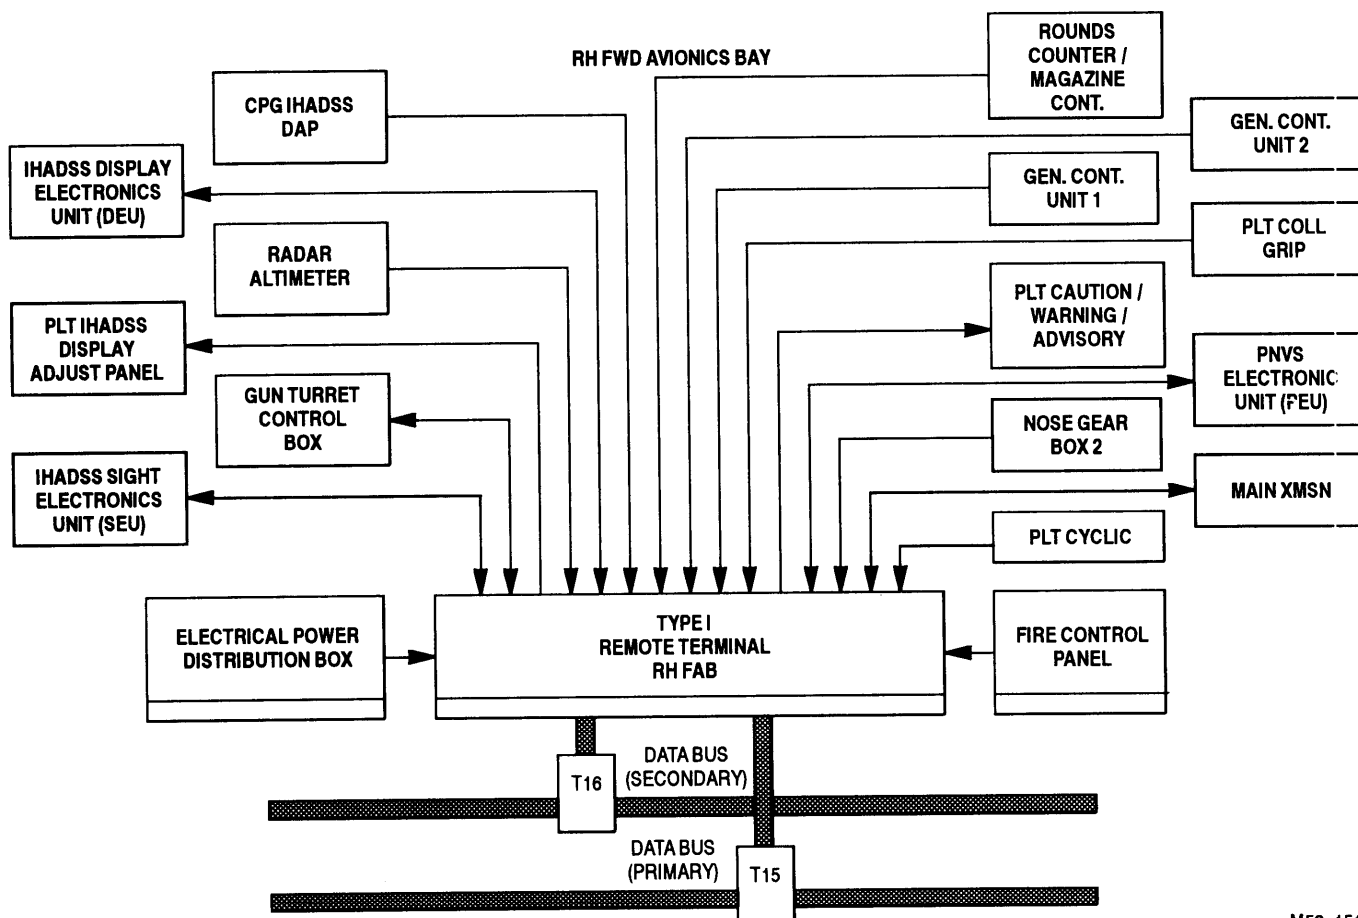 RH FWD AVIONICS BAY
ROUNDS
COUNTER /
MAGAZINE
CONT.
CPG IHADSS
DAP
GEN. CONT.
UNIT 2
IHADSS DISPLAY
ELECTRONICS
UNIT (DEU)
GEN. CONT.
UNIT 1
PLT COLL
GRIP
RADAR
ALTIMETER
PLT CAUTION /
WARNING /
ADVISORY
PLT IHADSS
DISPLAY
ADJUST PANEL
PNVS
ELECTRONIC
UNIT (PEU)
GUN TURRET
CONTROL
BOX
NOSE GEAR
BOX 2
IHADSS SIGHT
ELECTRONICS
UNIT (SEU)
MAIN XMSN
PLT CYCLIC
ELECTRICAL POWER
DISTRIBUTION BOX
TYPE I
REMOTE TERMINAL
RH FAB
FIRE CONTROL
PANEL
T16
DATA BUS
(SECONDARY)
DATA BUS
(PRIMARY)
T15